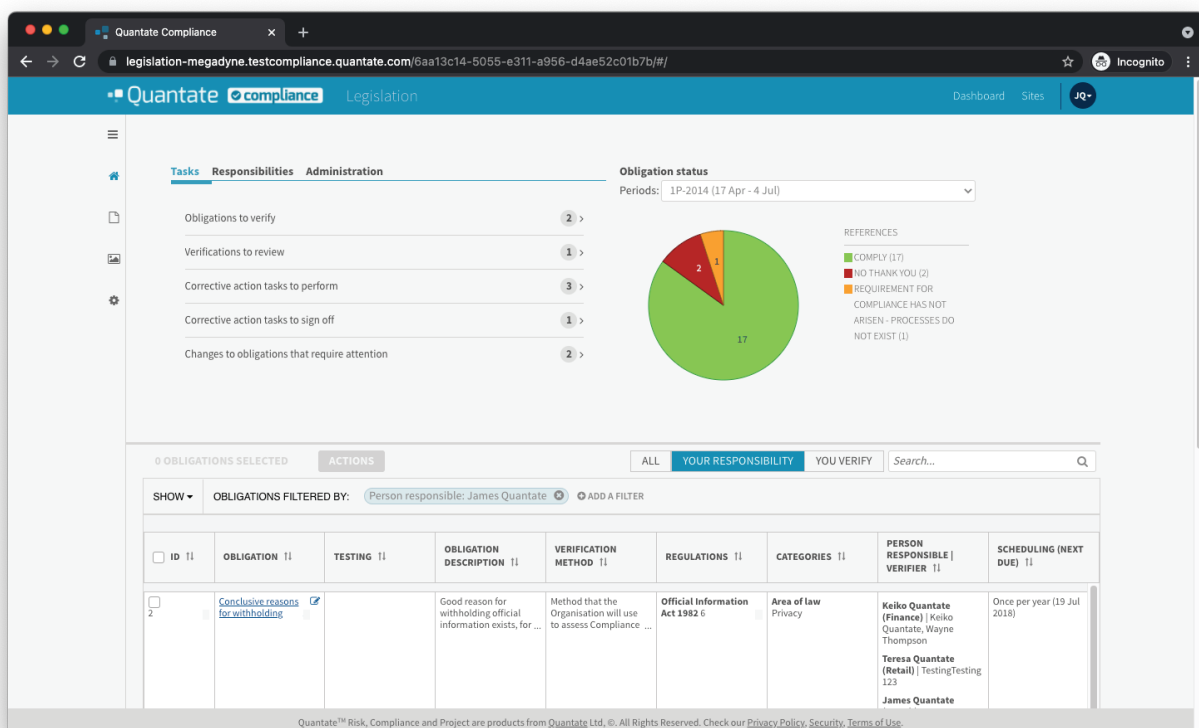 Quantate Compliance
legislation-megadyne.testcompliance.quantate.com/6aa13c14-5055-e311-a956-d4ae52c01b7b/#/
Incognito
Quantate compliance Legislation
Dashboard Sites JQ
Tasks Responsibilities Administration
Obligations to verify 2
Verifications to review 1
Corrective action tasks to perform 3
Corrective action tasks to sign off 1
Changes to obligations that require attention 2
Obligation status
Periods: 1P-2014 (17 Apr - 4 Jul)
2
1
17
REFERENCES
COMPLY (17)
NO THANK YOU (2)
REQUIREMENT FOR
COMPLIANCE HAS NOT
ARISEN - PROCESSES DO
NOT EXIST (1)
0 OBLIGATIONS SELECTED ACTIONS ALL YOUR RESPONSIBILITY YOU VERIFY Search...
SHOW OBLIGATIONS FILTERED BY: Person responsible: James Quantate ADD A FILTER
ID
OBLIGATION
TESTING
OBLIGATION
DESCRIPTION
VERIFICATION
METHOD
REGULATIONS
CATEGORIES
PERSON
RESPONSIBLE |
VERIFIER
SCHEDULING (NEXT
DUE)
2
Conclusive reasons
for withholding
Good reason for
withholding official
information exists, for ...
Method that the
Organisation will use
to assess Compliance ...
Official Information
Act 1982 6
Area of law
Privacy
Keiko Quantate
(Finance) | Keiko
Quantate, Wayne
Thompson
Teresa Quantate
(Retail) | TestingTesting
123
James Quantate
Once per year (19 Jul
2018)
Quantate™ Risk, Compliance and Project are products from Quantate Ltd, ©. All Rights Reserved. Check our Privacy Policy, Security, Terms of Use.